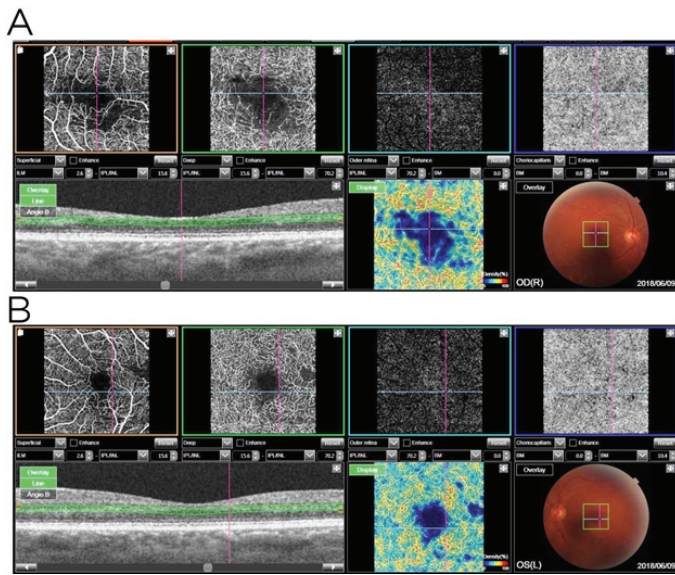 A
Superficial Enhance Reset Deep Enhance Reset Outer retina Enhance Reset Choriocapillaris Enhance Reset
ILM 2.6 - IPL/INL 15.6 IPL/INL 15.6 - IPL/INL 70.2 IPL/INL 70.2 - BM 0.0 BM 0.0 - BM 10.4
Overlay
Line
Angio B
Display
Density(%)
Overlay
OD(R) 2018/06/09
B
Superficial Enhance Reset Deep Enhance Reset Outer retina Enhance Reset Choriocapillaris Enhance Reset
ILM 2.6 - IPL/INL 15.6 IPL/INL 15.6 - IPL/INL 70.2 IPL/INL 70.2 - BM 0.0 BM 0.0 - BM 10.4
Overlay
Line
Angio B
Display
Density(%)
Overlay
OS(L) 2018/06/09